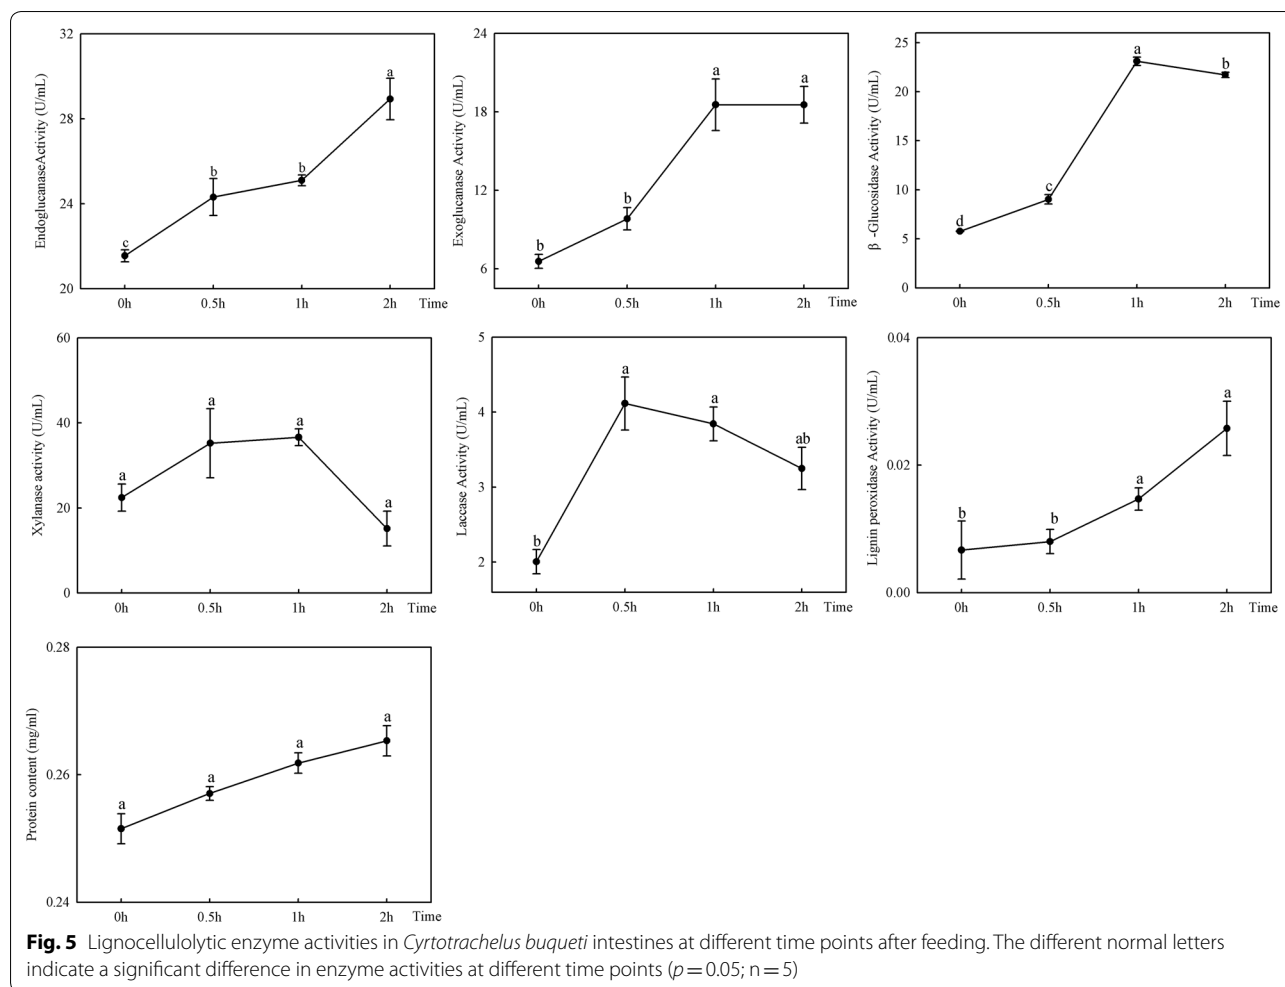 32
28
24
20
EndoglucanaseActivity (U/mL)
c
b
b
a
0h 0.5h 1h 2h Time
24
18
12
6
Exoglucanase Activity (U/mL)
b
b
a
a
0h 0.5h 1h 2h Time
25
20
15
10
5
β -Glucosidase Activity (U/mL)
d
c
a
b
0h 0.5h 1h 2h Time
60
40
20
0
Xylanase activity (U/mL)
a
a
a
a
0h 0.5h 1h 2h Time
5
4
3
2
Laccase Activity (U/mL)
b
a
a
ab
0h 0.5h 1h 2h Time
0.04
0.02
0.00
Lignin peroxidase Activity (U/mL)
b
b
a
a
0h 0.5h 1h 2h Time
0.28
0.26
0.24
Protein content (mg/ml)
a
a
a
a
0h 0.5h 1h 2h Time
Fig. 5 Lignocellulolytic enzyme activities in Cyrtotrachelus buqueti intestines at different time points after feeding. The different normal letters
indicate a significant difference in enzyme activities at different time points (p = 0.05; n = 5)